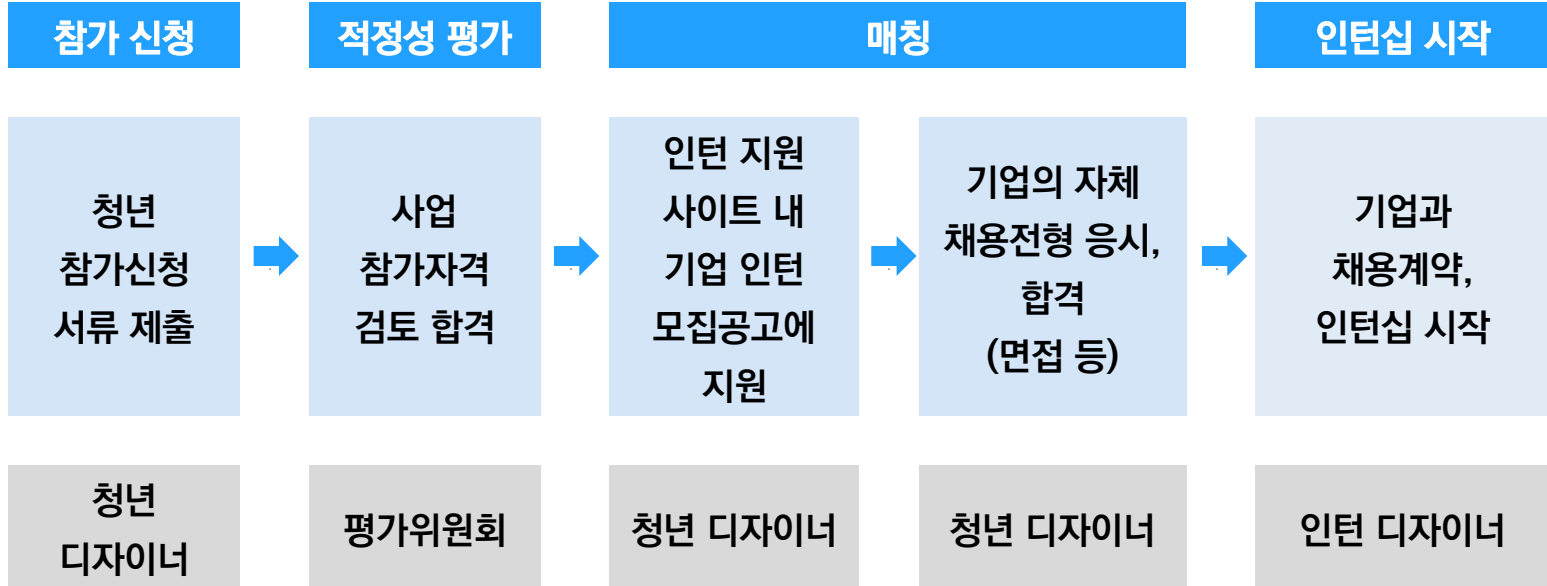 참가 신청
적정성 평가
매칭
인턴십 시작
청년
참가신청
서류 제출
사업
참가자격
검토 합격
인턴 지원
사이트 내
기업 인턴
모집공고에
지원
기업의 자체
채용전형 응시,
합격
(면접 등)
기업과
채용계약,
인턴십 시작
청년
디자이너
평가위원회
청년 디자이너
청년 디자이너
인턴 디자이너